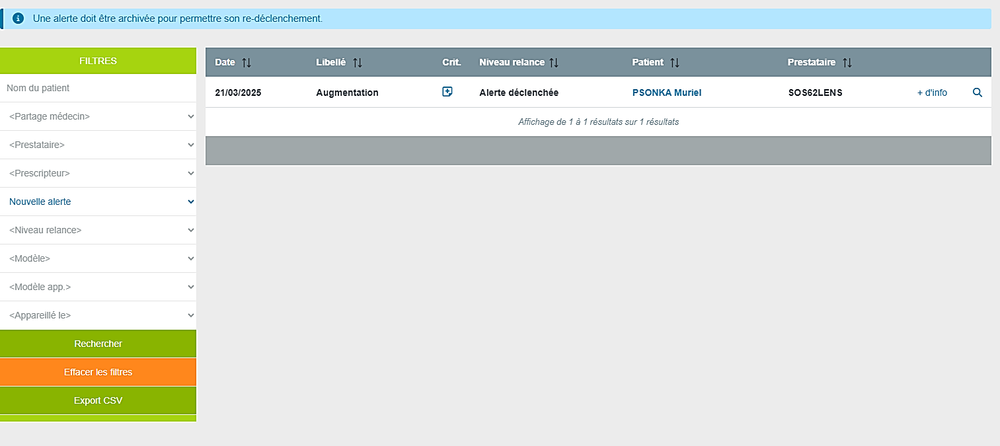 Une alerte doit être archivée pour permettre son re-déclenchement.
FILTRES
Nom du patient
<Partage médecin>
<Prestataire>
<Prescripteur>
Nouvelle alerte
<Niveau relance>
<Modèle>
<Modèle app.>
<Appareillé le>
Rechercher
Effacer les filtres
Export CSV
Date Libellé Crit. Niveau relance Patient Prestataire
21/03/2025 Augmentation Alerte déclenchée PSONKA Muriel SOS62LENS + d'info
Affichage de 1 à 1 résultats sur 1 résultats